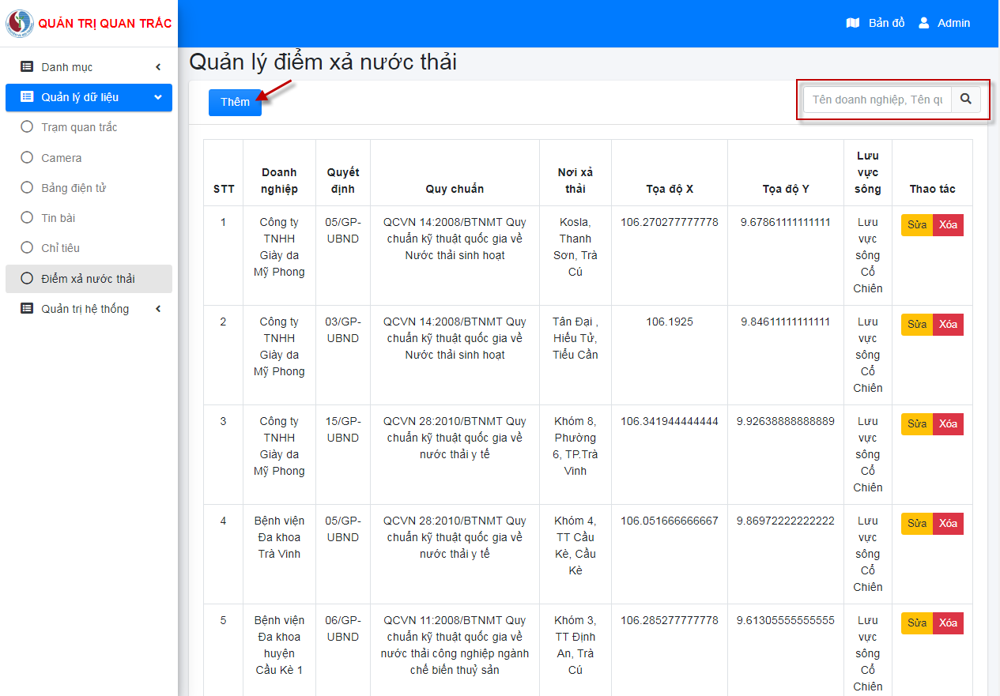 QUẢN TRỊ QUAN TRẮC
Bản đồ
Admin
Danh mục
Quản lý dữ liệu
Trạm quan trắc
Camera
Bảng điện tử
Tin bài
Chỉ tiêu
Điểm xả nước thải
Quản trị hệ thống
Quản lý điểm xả nước thải
Thêm
Tên doanh nghiệp, Tên qu
STT
Doanh
nghiệp
Quyết
định
Quy chuẩn
Nơi xả
thải
Tọa độ X
Tọa độ Y
Lưu
vực
sông
Thao tác
1
Công ty
TNHH
Giày da
Mỹ Phong
05/GP-
UBND
QCVN 14:2008/BTNMT Quy
chuẩn kỹ thuật quốc gia về
Nước thải sinh hoạt
Kosla,
Thanh
Sơn, Trà
Cú
106.270277777778
9.67861111111111
Lưu
vực
sông
Cổ
Chiên
Sửa
Xóa
2
Công ty
TNHH
Giày da
Mỹ Phong
03/GP-
UBND
QCVN 14:2008/BTNMT Quy
chuẩn kỹ thuật quốc gia về
Nước thải sinh hoạt
Tân Đại ,
Hiếu Tử,
Tiểu Cần
106.1925
9.84611111111111
Lưu
vực
sông
Cổ
Chiên
Sửa
Xóa
3
Công ty
TNHH
Giày da
Mỹ Phong
15/GP-
UBND
QCVN 28:2010/BTNMT Quy
chuẩn kỹ thuật quốc gia về
nước thải y tế
Khóm 8,
Phường
6, TP.Trà
Vinh
106.341944444444
9.92638888888889
Lưu
vực
sông
Cổ
Chiên
Sửa
Xóa
4
Bệnh viện
Đa khoa
Trà Vinh
05/GP-
UBND
QCVN 28:2010/BTNMT Quy
chuẩn kỹ thuật quốc gia về
nước thải y tế
Khóm 4,
TT Cầu
Kè, Cầu
Kè
106.051666666667
9.86972222222222
Lưu
vực
sông
Cổ
Chiên
Sửa
Xóa
5
Bệnh viện
Đa khoa
huyện
Cầu Kè 1
06/GP-
UBND
QCVN 11:2008/BTNMT Quy
chuẩn kỹ thuật quốc gia về
nước thải công nghiệp ngành
chế biến thuỷ sản
Khóm 3,
TT Định
An, Trà
Cú
106.285277777778
9.61305555555555
Lưu
vực
sông
Cổ
Chiên
Sửa
Xóa